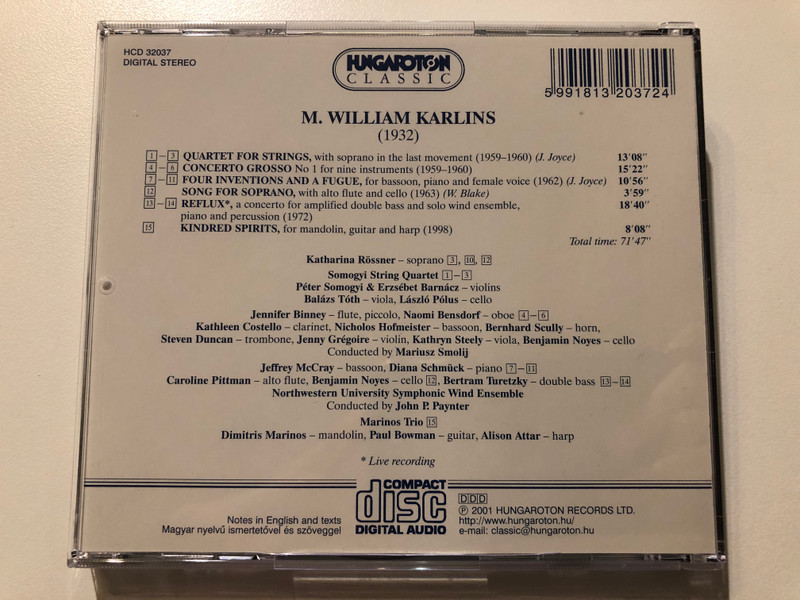 HCD 32037
DIGITAL STEREO
HUNGAROTON
CLASSIC
5 991813 203724
M. WILLIAM KARLINS
(1932)
1–3 QUARTET FOR STRINGS, with soprano in the last movement (1959–1960) (J. Joyce) 13'08"
4–6 CONCERTO GROSSO No 1 for nine instruments (1959–1960) 15'22"
7–11 FOUR INVENTIONS AND A FUGUE, for bassoon, piano and female voice (1962) (J. Joyce) 10'56"
12 SONG FOR SOPRANO, with alto flute and cello (1963) (W. Blake) 3'59"
13–14 REFLUX*, a concerto for amplified double bass and solo wind ensemble, 18'40"
piano and percussion (1972)
15 KINDRED SPIRITS, for mandolin, guitar and harp (1998) 8'08"
Total time: 71'47"
Katharina Rössner – soprano 3, 10, 12
Somogyi String Quartet 1–3
Péter Somogyi & Erzsébet Barnácz – violins
Balázs Tóth – viola, László Pólus – cello
Jennifer Binney – flute, piccolo, Naomi Bensdorf – oboe 4–6
Kathleen Costello – clarinet, Nicholos Hofmeister – bassoon, Bernhard Scully – horn,
Steven Duncan – trombone, Jenny Grégoire – violin, Kathryn Steely – viola, Benjamin Noyes – cello
Conducted by Mariusz Smolij
Jeffrey McCray – bassoon, Diana Schmück – piano 7–11
Caroline Pittman – alto flute, Benjamin Noyes – cello 12, Bertram Turetzky – double bass 13–14
Northwestern University Symphonic Wind Ensemble
Conducted by John P. Paynter
Marinos Trio 15
Dimitris Marinos – mandolin, Paul Bowman – guitar, Alison Attar – harp
* Live recording
Notes in English and texts
Magyar nyelvű ismertetővel és szöveggel
COMPACT
disc
DIGITAL AUDIO
DDD
℗ 2001 HUNGAROTON RECORDS LTD.
http://www.hungaroton.hu/
e-mail: classic@hungaroton.hu